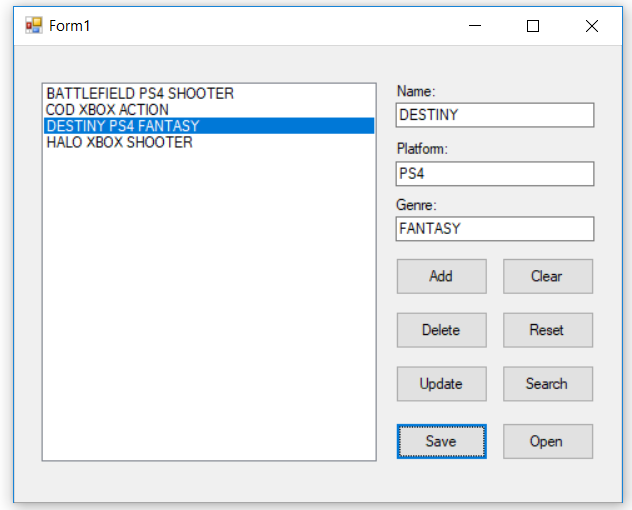 Form1
BATTLEFIELD PS4 SHOOTER
COD XBOX ACTION
DESTINY PS4 FANTASY
HALO XBOX SHOOTER
Name:
DESTINY
Platform:
PS4
Genre:
FANTASY
Add Clear
Delete Reset
Update Search
Save Open